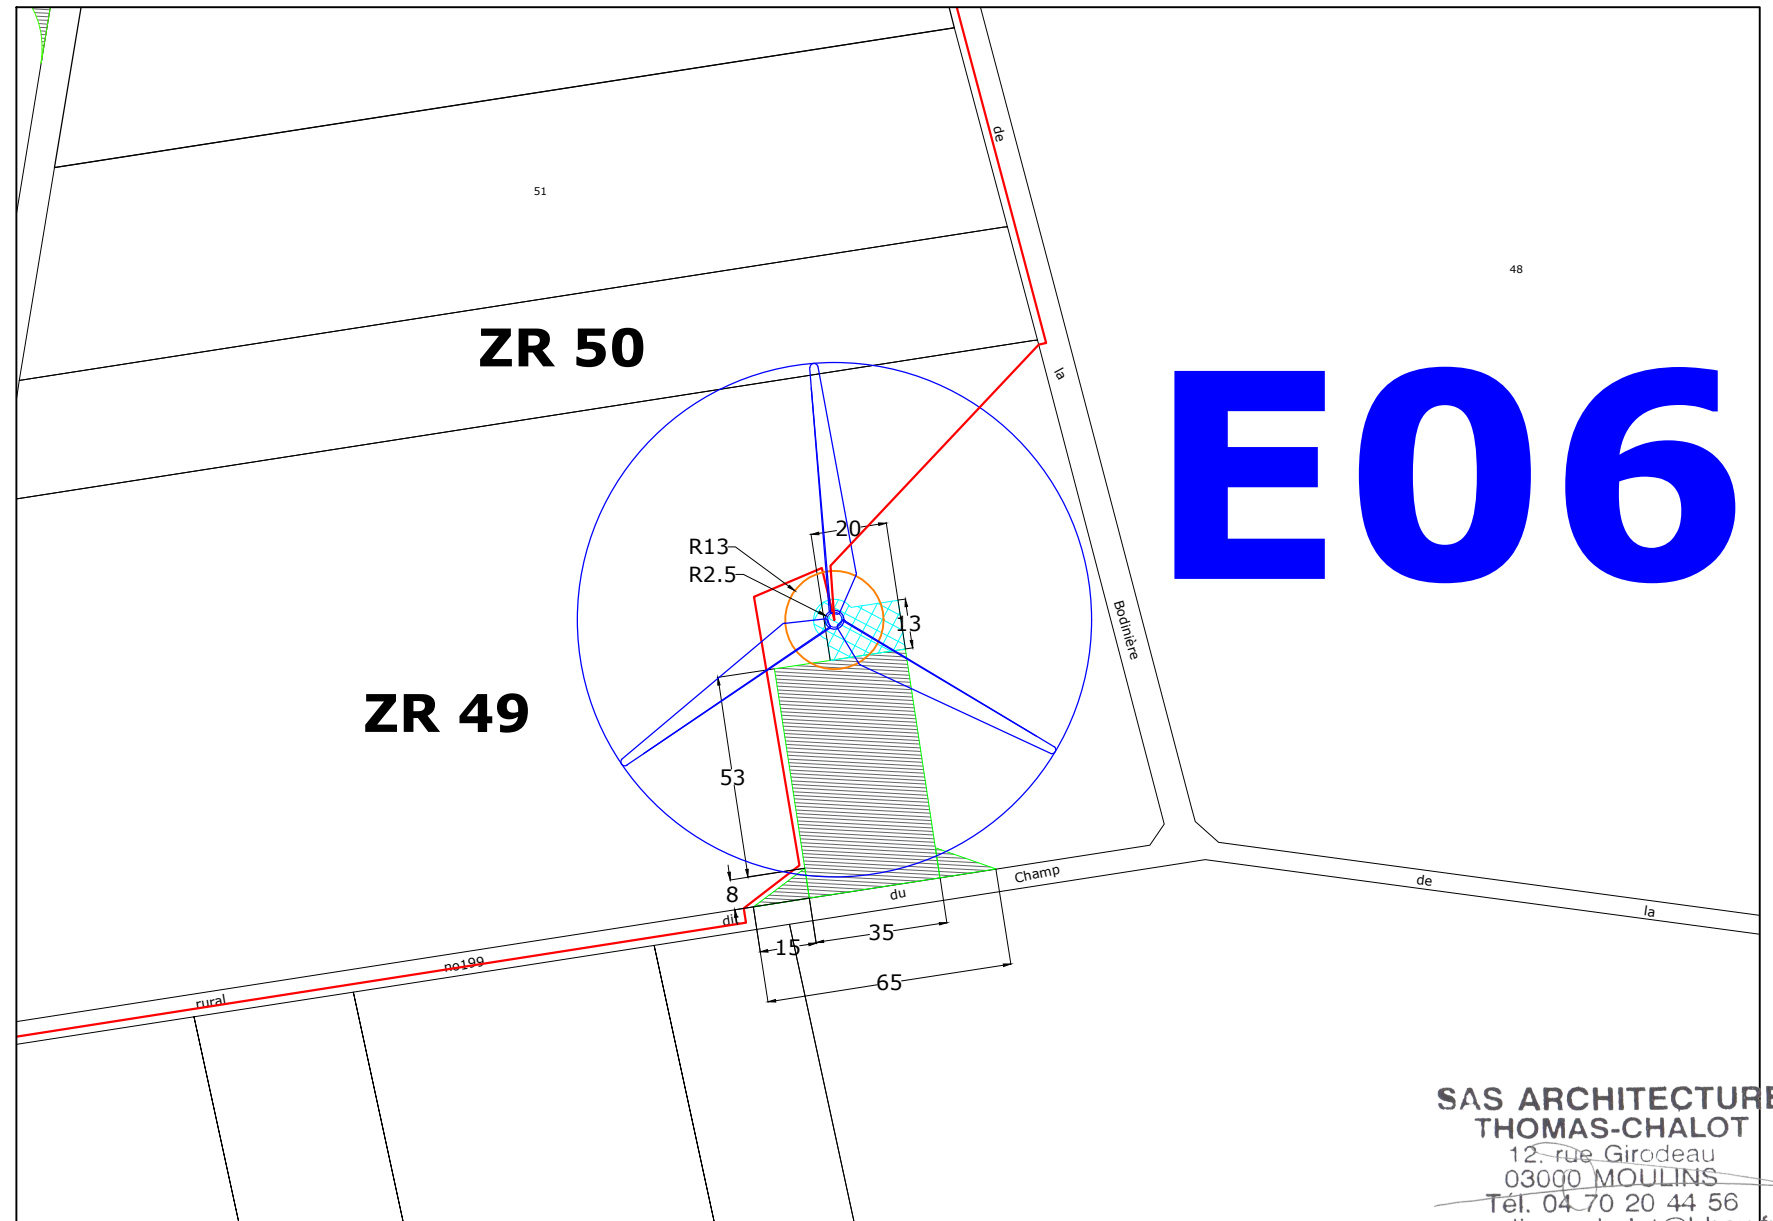 de
51
48
ZR 50
la
E06
20
R13
R2.5
13
Bodinière
ZR 49
53
8
Champ
de
du
la
dit
35
15
no199
65
rural
SAS ARCHITECTURE
THOMAS-CHALOT
12. rue Girodeau
03000 MOULINS
Tél. 04 70 20 44 56